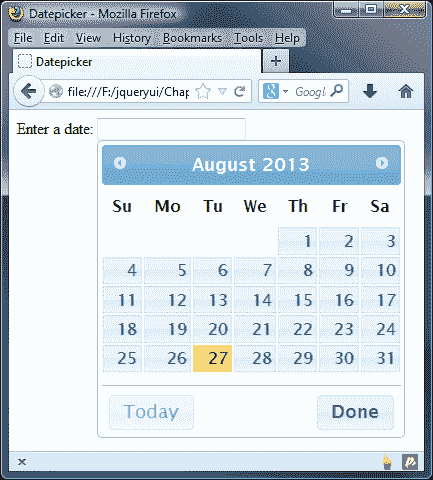 Datepicker - Mozilla Firefox
File Edit View History Bookmarks Tools Help
Datepicker
file:///F:/jqueryui/Chap Googl
Enter a date:
August 2013
Su Mo Tu We Th Fr Sa
1 2 3
4 5 6 7 8 9 10
11 12 13 14 15 16 17
18 19 20 21 22 23 24
25 26 27 28 29 30 31
Today Done